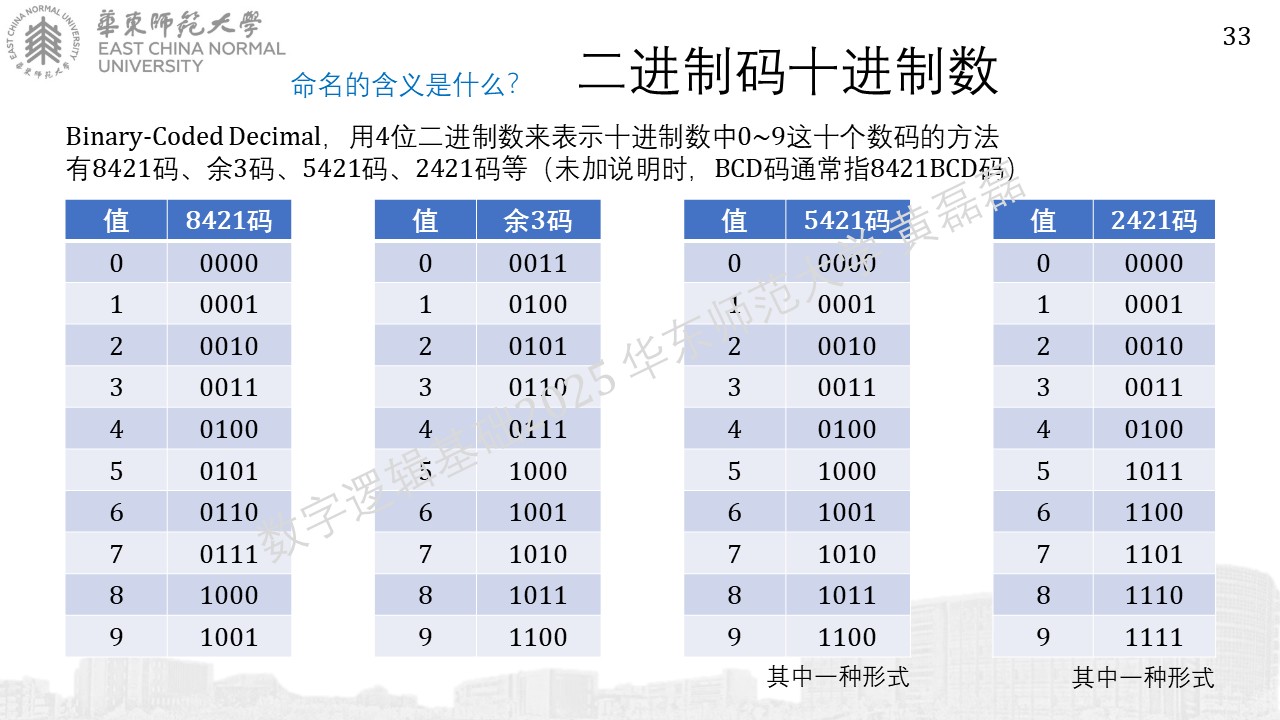 華東師範大學
EAST CHINA NORMAL
UNIVERSITY
EAST CHINA NORMAL UNIVERSITY
華東师范大学
33
命名的含义是什么？
二进制码十进制数
Binary-Coded Decimal，用4位二进制数来表示十进制数中0~9这十个数码的方法
有8421码、余3码、5421码、2421码等（未加说明时，BCD码通常指8421BCD码）
值 8421码 值 余3码 值 5421码 值 2421码
0 0000 0 0011 0 0000 0 0000
1 0001 1 0100 1 0001 1 0001
2 0010 2 0101 2 0010 2 0010
3 0011 3 0110 3 0011 3 0011
4 0100 4 0111 4 0100 4 0100
5 0101 5 1000 5 1000 5 1011
6 0110 6 1001 6 1001 6 1100
7 0111 7 1010 7 1010 7 1101
8 1000 8 1011 8 1011 8 1110
9 1001 9 1100 9 1100 9 1111
其中一种形式 其中一种形式
数字逻辑基础2025 华东师范大学 黄磊磊